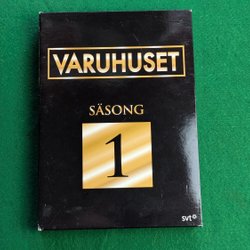 VARUHUSET
SÄSONG
1
svt